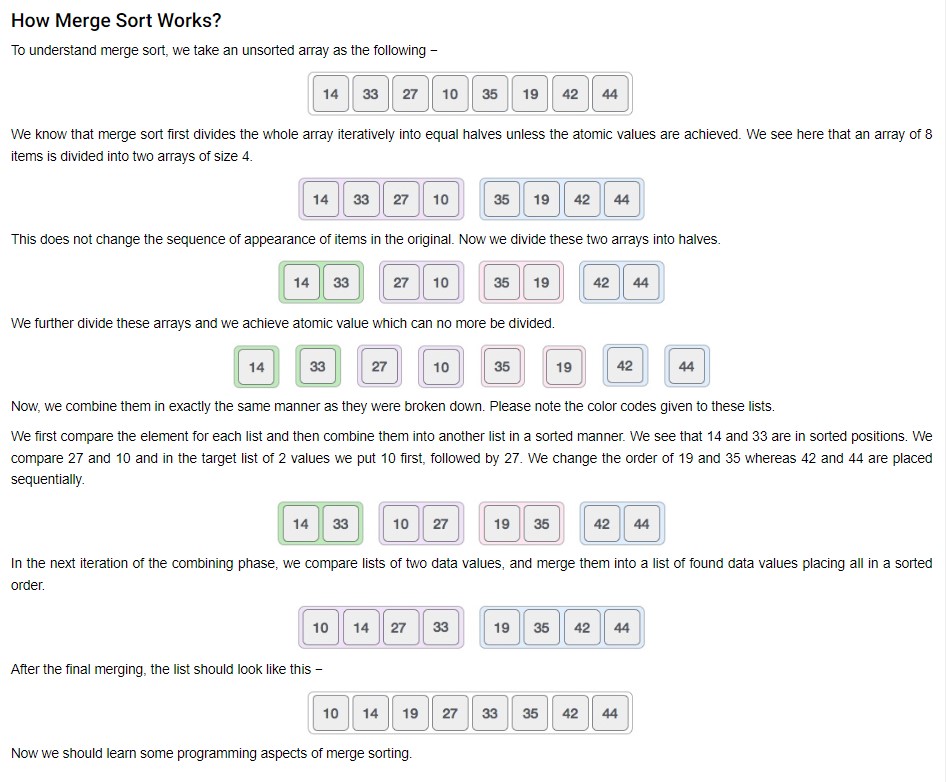 How Merge Sort Works?
To understand merge sort, we take an unsorted array as the following –
14 33 27 10 35 19 42 44
We know that merge sort first divides the whole array iteratively into equal halves unless the atomic values are achieved. We see here that an array of 8
items is divided into two arrays of size 4.
14 33 27 10 35 19 42 44
This does not change the sequence of appearance of items in the original. Now we divide these two arrays into halves.
14 33 27 10 35 19 42 44
We further divide these arrays and we achieve atomic value which can no more be divided.
14 33 27 10 35 19 42 44
Now, we combine them in exactly the same manner as they were broken down. Please note the color codes given to these lists.
We first compare the element for each list and then combine them into another list in a sorted manner. We see that 14 and 33 are in sorted positions. We
compare 27 and 10 and in the target list of 2 values we put 10 first, followed by 27. We change the order of 19 and 35 whereas 42 and 44 are placed
sequentially.
14 33 10 27 19 35 42 44
In the next iteration of the combining phase, we compare lists of two data values, and merge them into a list of found data values placing all in a sorted
order.
10 14 27 33 19 35 42 44
After the final merging, the list should look like this –
10 14 19 27 33 35 42 44
Now we should learn some programming aspects of merge sorting.